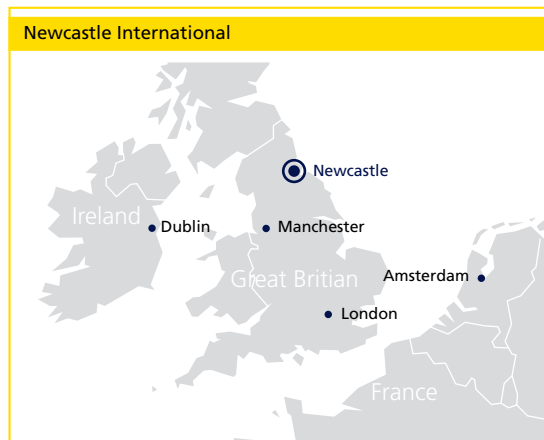 Newcastle International
Newcastle
Ireland
Dublin
Manchester
Great Britian
Amsterdam
London
France